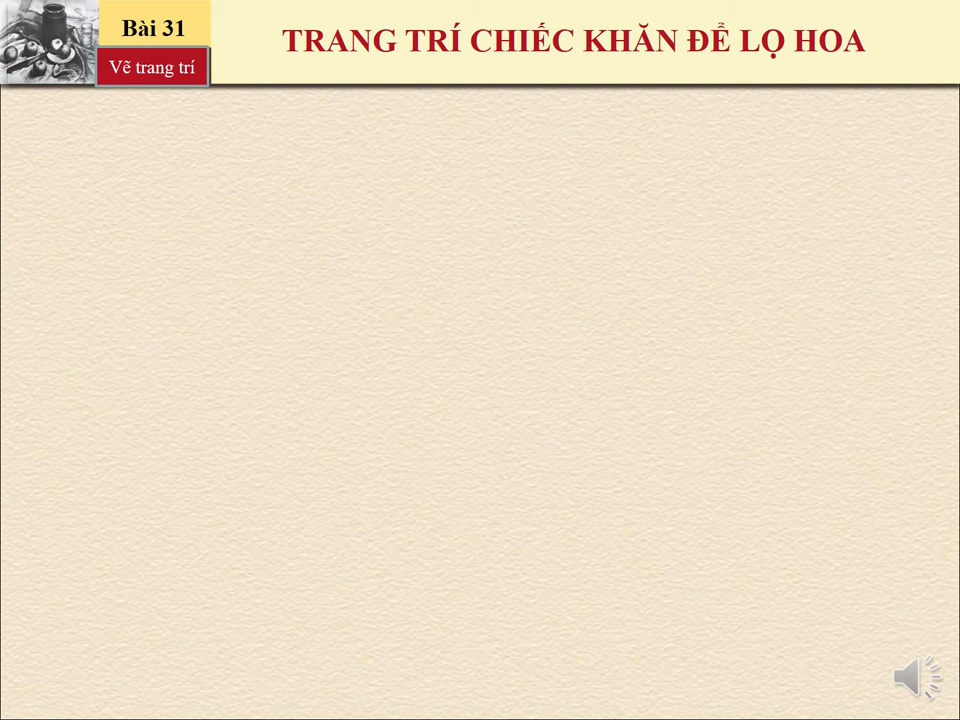 Bài 31
Vẽ trang trí
TRANG TRÍ CHIẾC KHĂN ĐỂ LỌ HOA